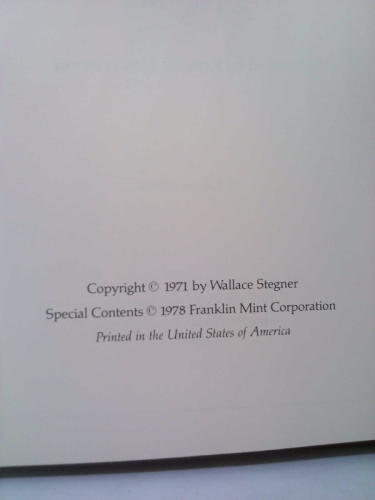 Copyright © 1971 by Wallace Stegner
Special Contents © 1978 Franklin Mint Corporation
Printed in the United States of America